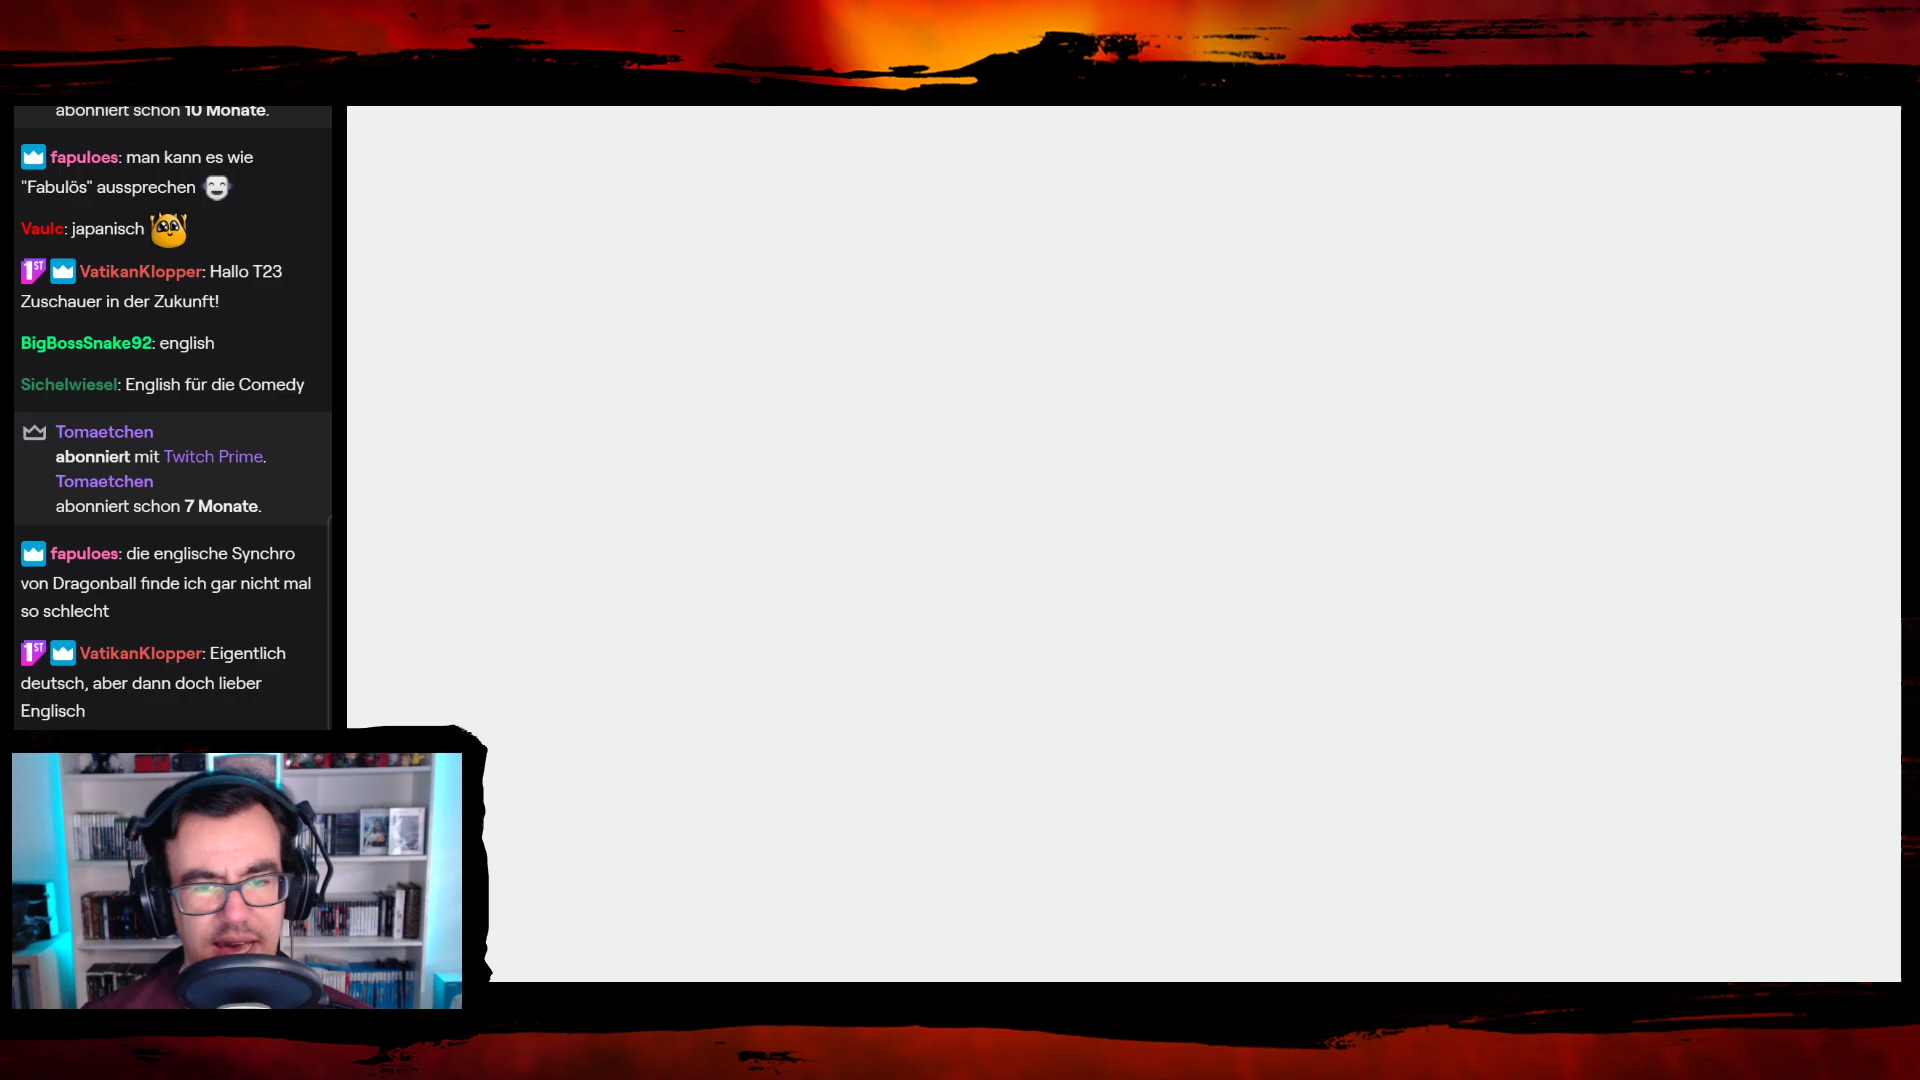 abonniert schon 10 Monate.
fapuloes: man kann es wie
"Fabulös" aussprechen
Vaulc: japanisch
1ST VatikanKlopper: Hallo T23
Zuschauer in der Zukunft!
BigBossSnake92: english
Sichelwiesel: English für die Comedy
Tomaetchen
abonniert mit Twitch Prime.
Tomaetchen
abonniert schon 7 Monate.
fapuloes: die englische Synchro
von Dragonball finde ich gar nicht mal
so schlecht
1ST VatikanKlopper: Eigentlich
deutsch, aber dann doch lieber
Englisch